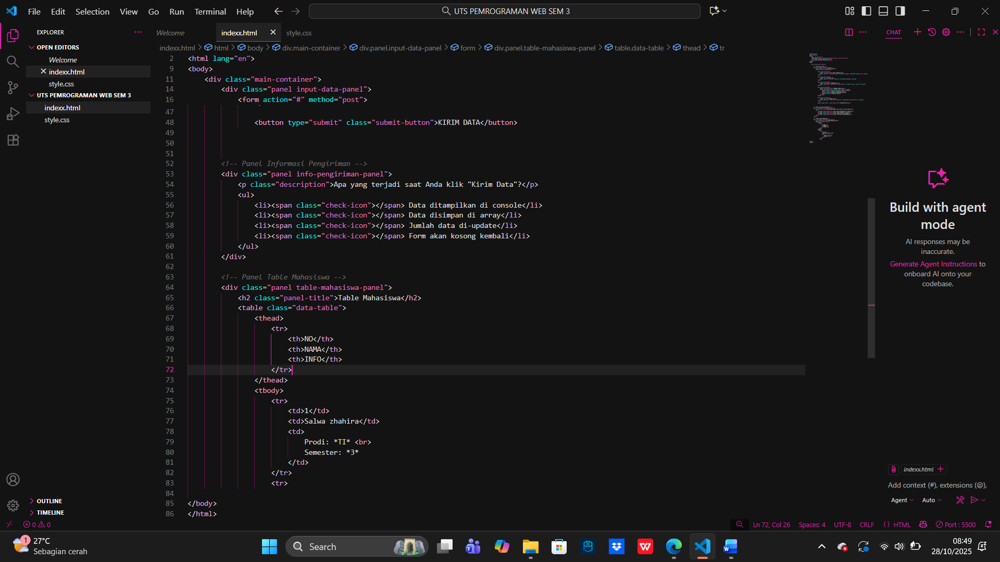 File Edit Selection View Go Run Terminal Help
UTS PEMROGRAMAN WEB SEM 3
EXPLORER
OPEN EDITORS
Welcome
indexx.html
style.css
UTS PEMROGRAMAN WEB SEM 3
indexx.html
style.css
OUTLINE
TIMELINE
Welcome indexx.html style.css
indexx.html > html > body > div.main-container > div.panel.input-data-panel > form > div.panel.table-mahasiswa-panel > table.data-table > thead > tr
2 <html lang="en">
9 <body>
11 <div class="main-container">
14 <div class="panel input-data-panel">
16 <form action="#" method="post">
47
48 <button type="submit" class="submit-button">KIRIM DATA</button>
49
50
51
52 <!-- Panel Informasi Pengiriman -->
53 <div class="panel info-pengiriman-panel">
54 <p class="description">Apa yang terjadi saat Anda klik "Kirim Data"?</p>
55 <ul>
56 <li><span class="check-icon"></span> Data ditampilkan di console</li>
57 <li><span class="check-icon"></span> Data disimpan di array</li>
58 <li><span class="check-icon"></span> Jumlah data di-update</li>
59 <li><span class="check-icon"></span> Form akan kosong kembali</li>
60 </ul>
61 </div>
62
63 <!-- Panel Table Mahasiswa -->
64 <div class="panel table-mahasiswa-panel">
65 <h2 class="panel-title">Table Mahasiswa</h2>
66 <table class="data-table">
67 <thead>
68 <tr>
69 <th>NO</th>
70 <th>NAMA</th>
71 <th>INFO</th>
72 </tr>
73 </thead>
74 <tbody>
75 <tr>
76 <td>1</td>
77 <td>Salwa zhahira</td>
78 <td>
79 Prodi: *TI* <br>
80 Semester: *3*
81 </td>
82 </tr>
83 <tr>
84
85 </body>
86 </html>
CHAT
Build with agent
mode
AI responses may be
inaccurate.
Generate Agent Instructions to
onboard AI onto your
codebase.
indexx.html
Add context (#), extensions (@),
Agent Auto
0 0
Ln 72, Col 26 Spaces: 4 UTF-8 CRLF {} HTML Port : 5500
1
27°C
Sebagian cerah
Search
08:49
28/10/2025